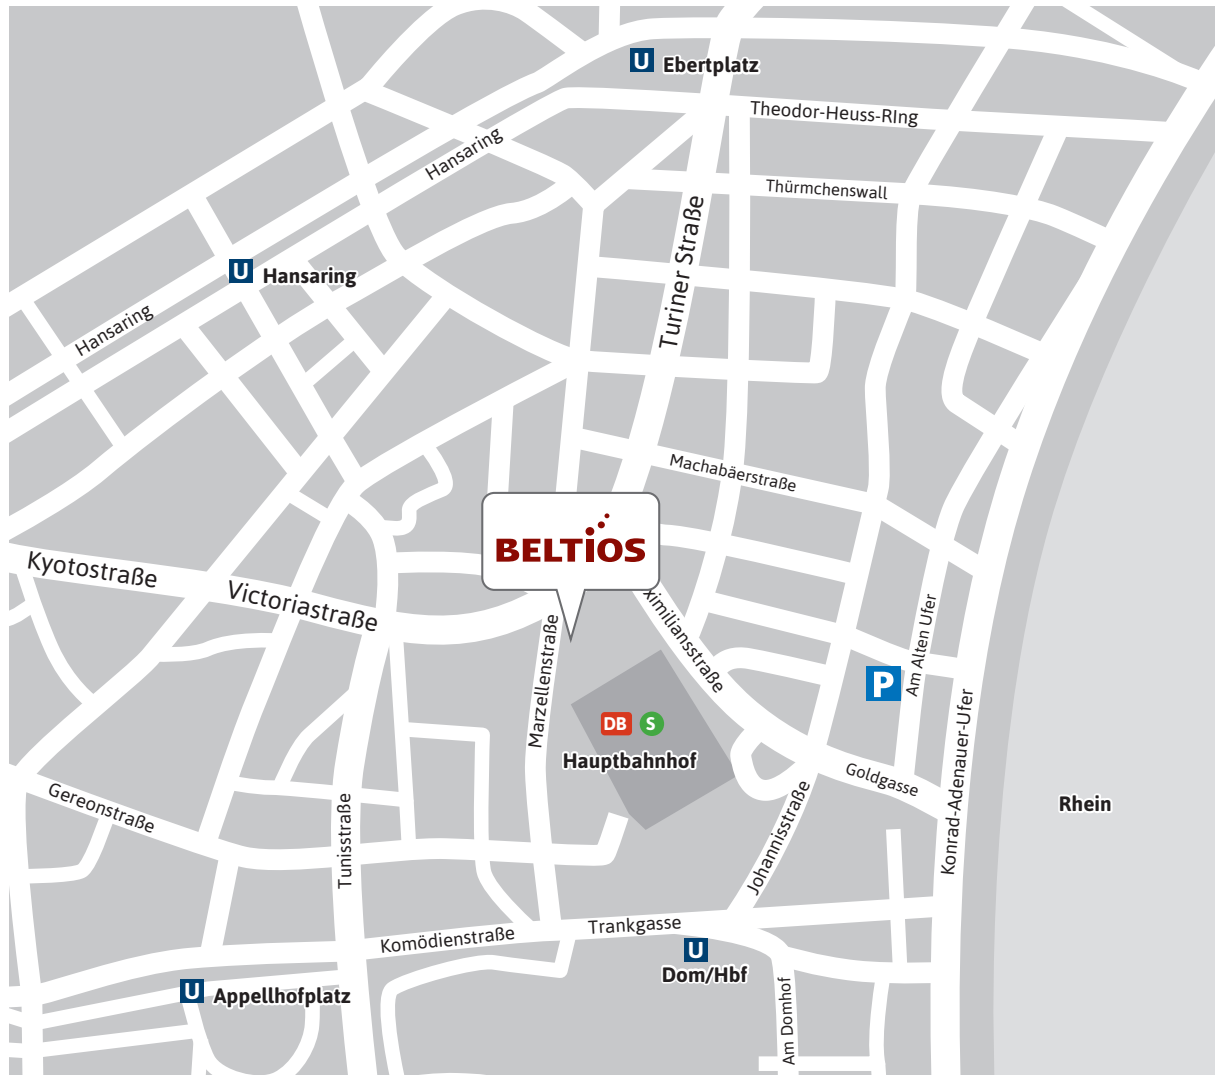 U Ebertplatz
Theodor-Heuss-RIng
Hansaring
Thürmchenswall
Turiner Straße
U Hansaring
Hansaring
Machabäerstraße
BELTIOS
Kyotostraße
Victoriastraße
ximiliansstraße
Marzellenstraße
Am Alten Ufer
P
DB S
Hauptbahnhof
Konrad-Adenauer-Ufer
Goldgasse
Gereonstraße
Rhein
Tunisstraße
Johannisstraße
Trankgasse
Komödienstraße
U
Dom/Hbf
U Appellhofplatz
Am Domhof